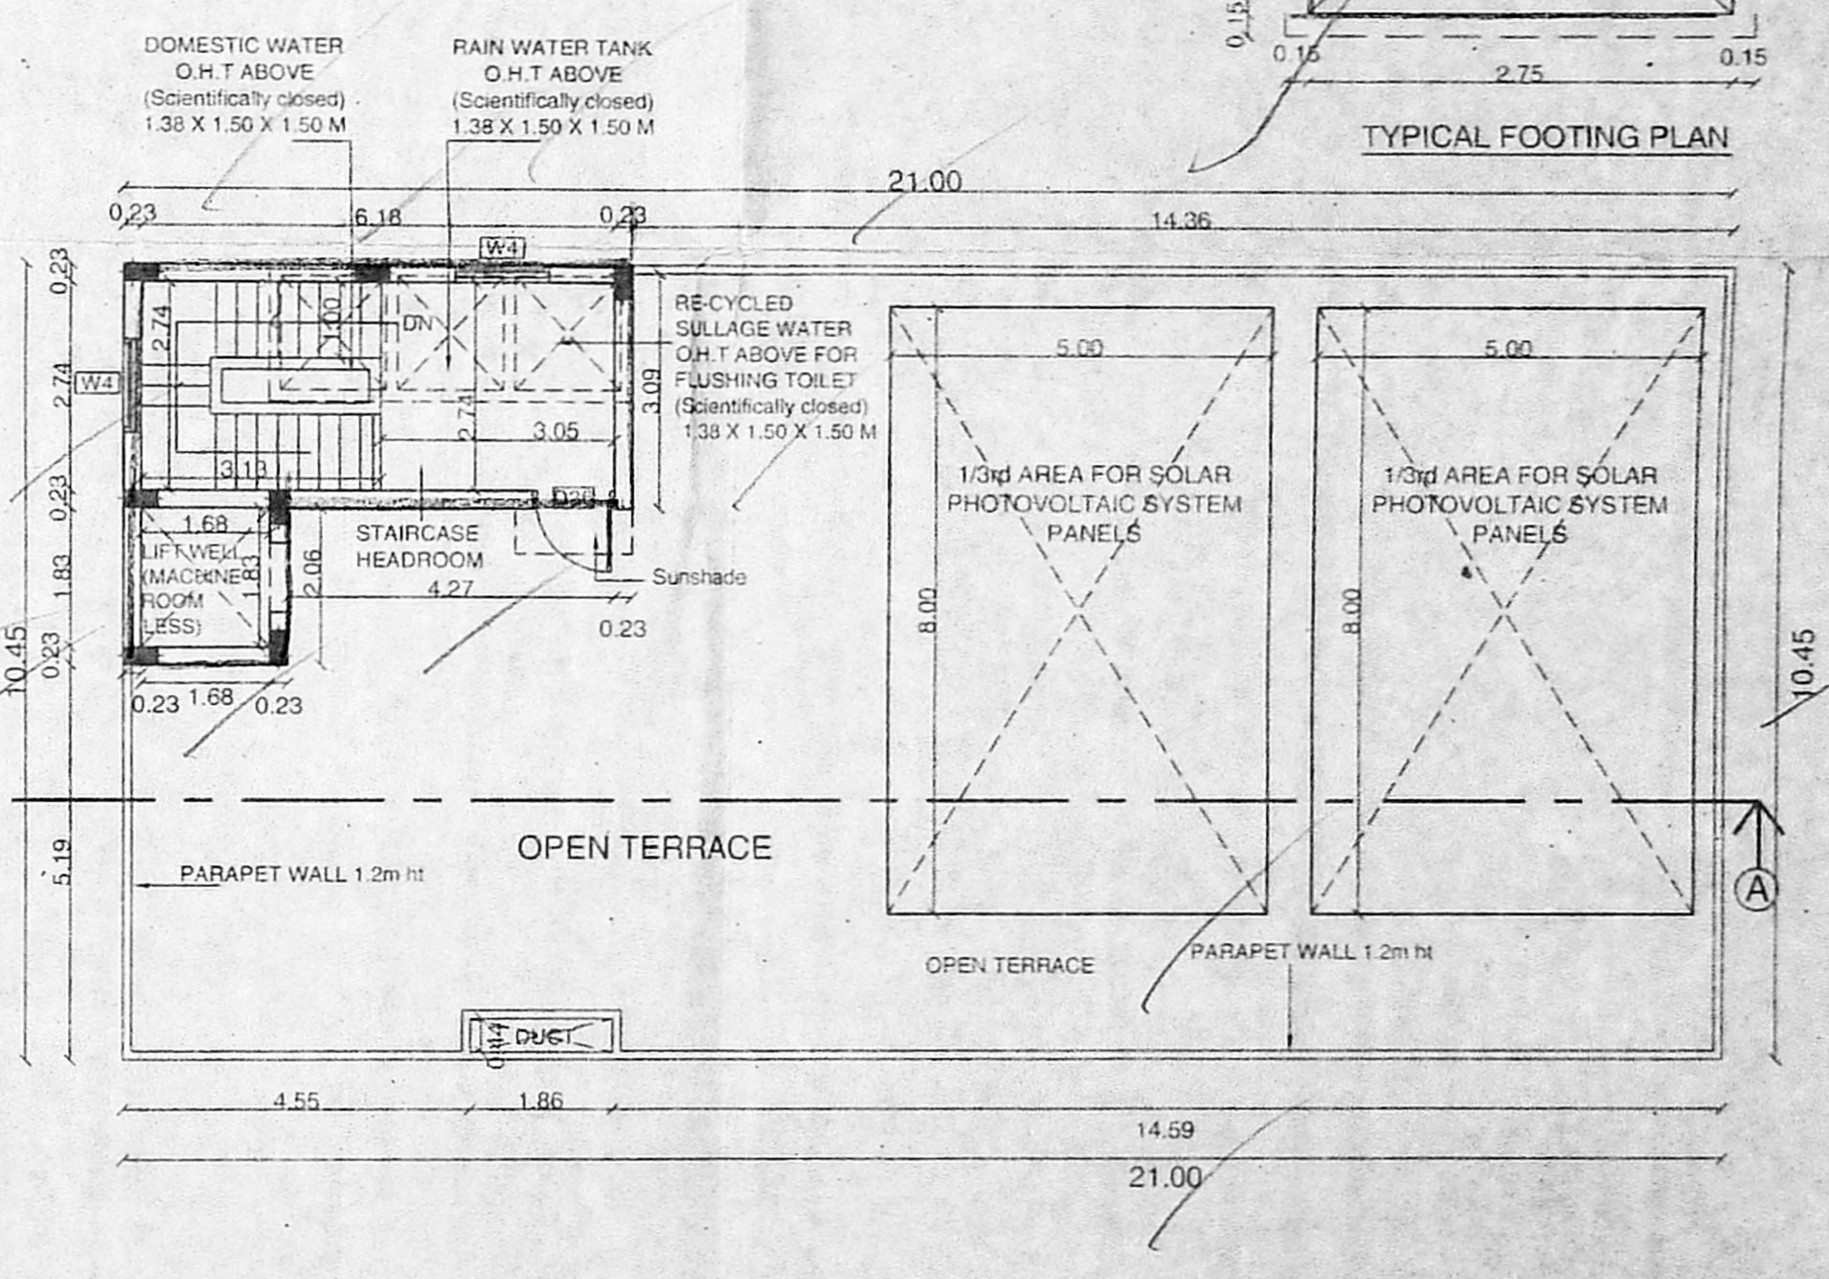 0.15
0.15
0.15
2.75
TYPICAL FOOTING PLAN
DOMESTIC WATER
O.H.T ABOVE
(Scientifically closed)
1.38 X 1.50 X 1.50 M
RAIN WATER TANK
O.H.T ABOVE
(Scientifically closed)
1.38 X 1.50 X 1.50 M
21.00
0.23
6.18
0.23
14.36
W4
0.23
2.74
0.23
1.83
0.23
10.45
5.19
W4
2.74
1.00
DN
2.74
3.05
3.13
3.09
RE-CYCLED
SULLAGE WATER
O.H.T ABOVE FOR
FLUSHING TOILET
(Scientifically closed)
1.38 X 1.50 X 1.50 M
5.00
5.00
1/3rd AREA FOR SOLAR
PHOTOVOLTAIC SYSTEM
PANELS
1/3rd AREA FOR SOLAR
PHOTOVOLTAIC SYSTEM
PANELS
8.00
8.00
10.45
1.68
LIFT WELL
(MACHINE
ROOM
LESS)
1.83
2.06
STAIRCASE
HEADROOM
4.27
Sunshade
0.23
0.23
1.68
0.23
OPEN TERRACE
PARAPET WALL 1.2m ht
A
OPEN TERRACE
PARAPET WALL 1.2m ht
0.44
DUCT
4.55
1.86
14.59
21.00